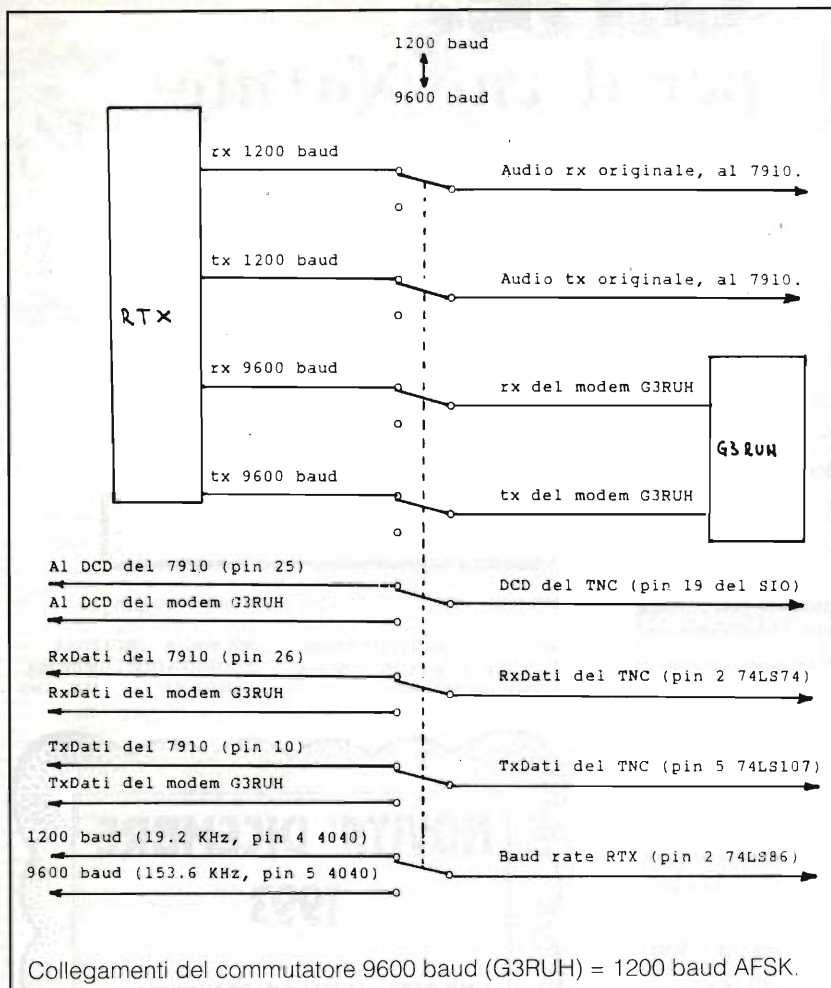 1200 baud
9600 baud
rx 1200 baud
Audio rx originale, al 7910.
tx 1200 baud
Audio tx originale, al 7910.
RTX
rx 9600 baud
rx del modem G3RUH
G3RUH
tx 9600 baud
tx del modem G3RUH
Al DCD del 7910 (pin 25)
DCD del TNC (pin 19 del SIO)
Al DCD del modem G3RUH
RxDati del 7910 (pin 26)
RxDati del TNC (pin 2 74LS74)
RxDati del modem G3RUH
TxDati del 7910 (pin 10)
TxDati del TNC (pin 5 74LS107)
TxDati del modem G3RUH
1200 baud (19.2 KHz, pin 4 4040)
Baud rate RTX (pin 2 74LS86)
9600 baud (153.6 KHz, pin 5 4040)
Collegamenti del commutatore 9600 baud (G3RUH) = 1200 baud AFSK.